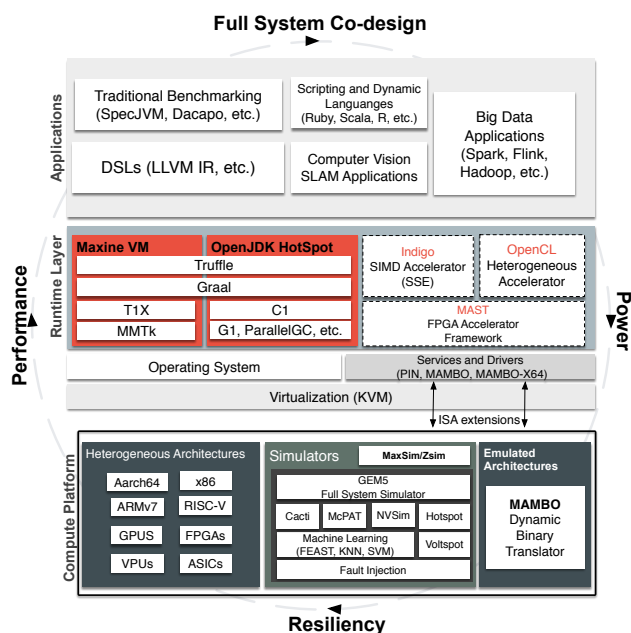 Full System Co-design
Applications
Traditional Benchmarking
(SpecJVM, Dacapo, etc.)
Scripting and Dynamic
Languanges
(Ruby, Scala, R, etc.)
Big Data
Applications
(Spark, Flink,
Hadoop, etc.)
DSLs (LLVM IR, etc.)
Computer Vision
SLAM Applications
Performance
Power
Runtime Layer
Maxine VM
OpenJDK HotSpot
Truffle
Graal
T1X
C1
MMTk
G1, ParallelGC, etc.
Indigo
SIMD Accelerator
(SSE)
OpenCL
Heterogeneous
Accelerator
MAST
FPGA Accelerator
Framework
Operating System
Services and Drivers
(PIN, MAMBO, MAMBO-X64)
Virtualization (KVM)
ISA extensions
Compute Platform
Heterogeneous Architectures
Aarch64
x86
ARMv7
RISC-V
GPUS
FPGAs
VPUs
ASICs
Simulators
MaxSim/Zsim
GEM5
Full System Simulator
Cacti
McPAT
NVSim
Hotspot
Machine Learning
(FEAST, KNN, SVM)
Voltspot
Fault Injection
Emulated
Architectures
MAMBO
Dynamic
Binary
Translator
Resiliency